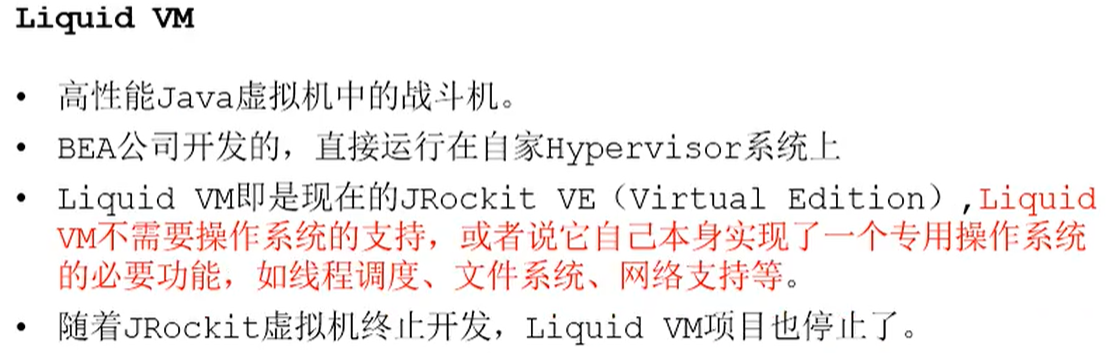 Liquid VM
• 高性能Java虚拟机中的战斗机。
• BEA公司开发的，直接运行在自家Hypervisor系统上
• Liquid VM即是现在的JRockit VE（Virtual Edition）,Liquid
VM不需要操作系统的支持，或者说它自己本身实现了一个专用操作系统
的必要功能，如线程调度、文件系统、网络支持等。
• 随着JRockit虚拟机终止开发，Liquid VM项目也停止了。